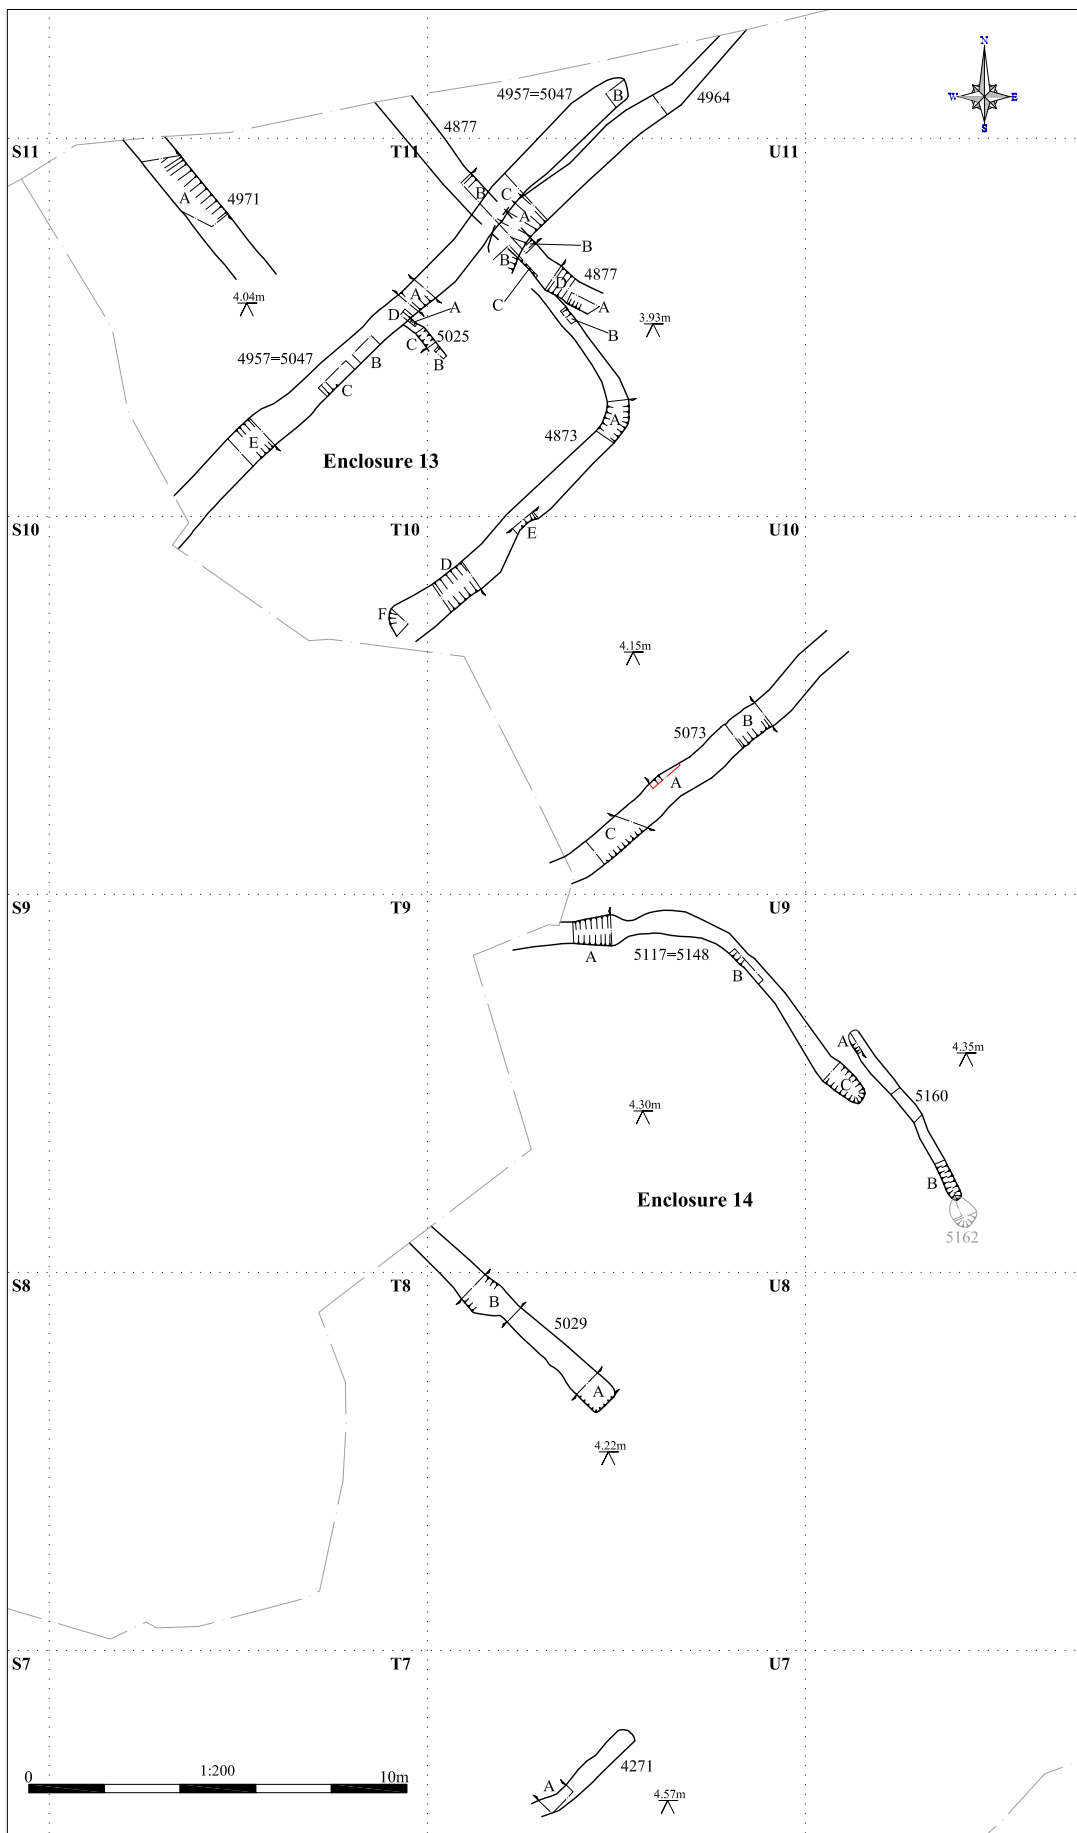 N
W E
S
4957=5047
B
4964
4877
S11 T11 U11
B
C
A
4971
A
B
B
4877
D
C
A
4.04m
A
A
D
5025
C
B
B
3.93m
4957=5047
B
C
A
4873
E
Enclosure 13
S10 T10 U10
E
D
F
4.15m
5073
B
A
C
S9 T9 U9
A
5117=5148
B
A
4.35m
C
5160
4.30m
B
Enclosure 14
5162
S8 T8 U8
B
5029
A
4.22m
S7 T7 U7
4271
0 1:200 10m
A
4.57m